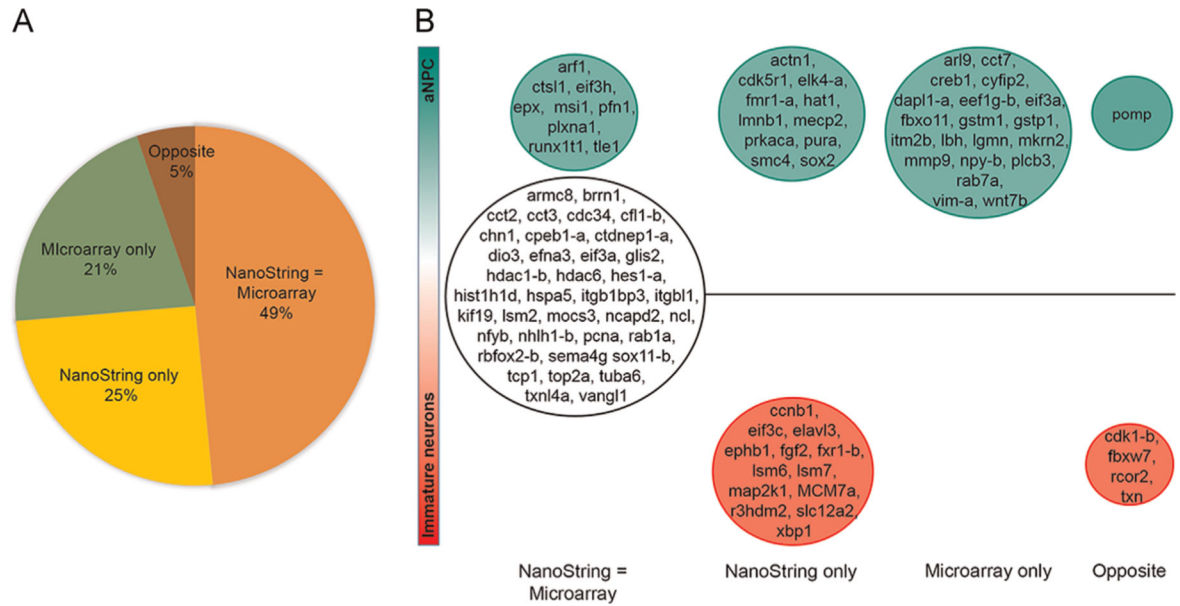 A
Opposite
5%
MIcroarray only
21%
NanoString =
Microarray
49%
NanoString only
25%
B
aNPC
Immature neurons
arf1,
ctsl1, eif3h,
epx, msi1, pfn1,
plxna1,
runx1t1, tle1
actn1,
cdk5r1, elk4-a,
fmr1-a, hat1,
lmnb1, mecp2,
prkaca, pura,
smc4, sox2
arl9, cct7,
creb1, cyfip2,
dapl1-a, eef1g-b, eif3a,
fbxo11, gstm1, gstp1,
itm2b, lbh, lgmn, mkrn2,
mmp9, npy-b, plcb3,
rab7a,
vim-a, wnt7b
pomp
armc8, brrn1,
cct2, cct3, cdc34, cfl1-b,
chn1, cpeb1-a, ctdnep1-a,
dio3, efna3, eif3a, glis2,
hdac1-b, hdac6, hes1-a,
hist1h1d, hspa5, itgb1bp3, itgbl1,
kif19, lsm2, mocs3, ncapd2, ncl,
nfyb, nhlh1-b, pcna, rab1a,
rbfox2-b, sema4g sox11-b,
tcp1, top2a, tuba6,
txnl4a, vangl1
ccnb1,
eif3c, elavl3,
ephb1, fgf2, fxr1-b,
lsm6, lsm7,
map2k1, MCM7a,
r3hdm2, slc12a2,
xbp1
cdk1-b,
fbxw7,
rcor2,
txn
NanoString =
Microarray
NanoString only
Microarray only
Opposite